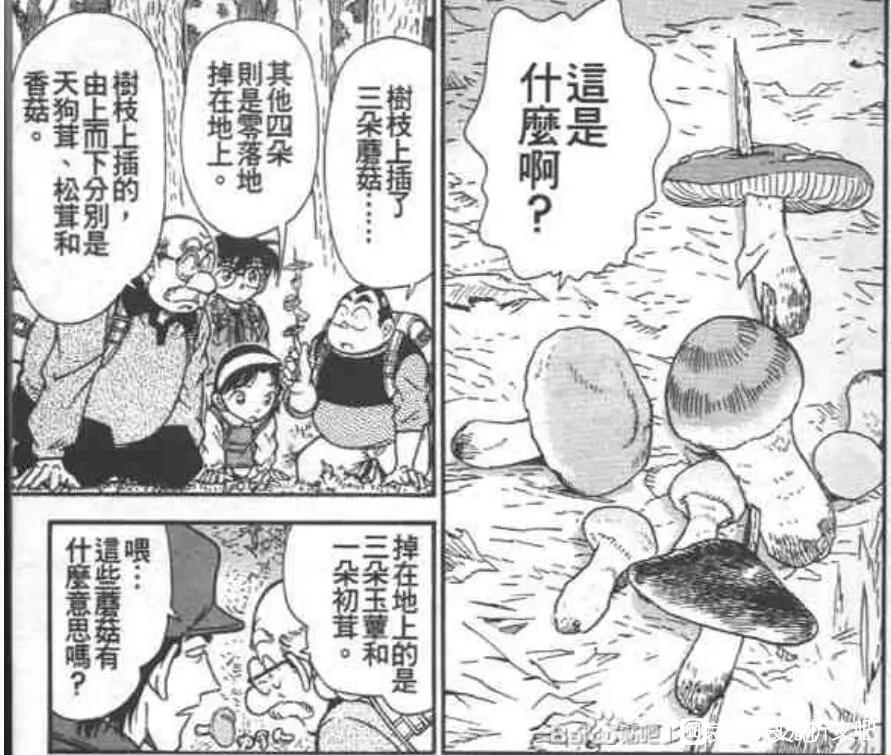 這是
什麼啊？
樹枝上插了
三朵蘑菇……
其他四朵
則是零落地
掉在地上。
樹枝上插的，
由上而下分別是
天狗茸、松茸和
香菇。
掉在地上的是
三朵玉蕈和
一朵初茸。
喂…
這些蘑菇有
什麼意思嗎？